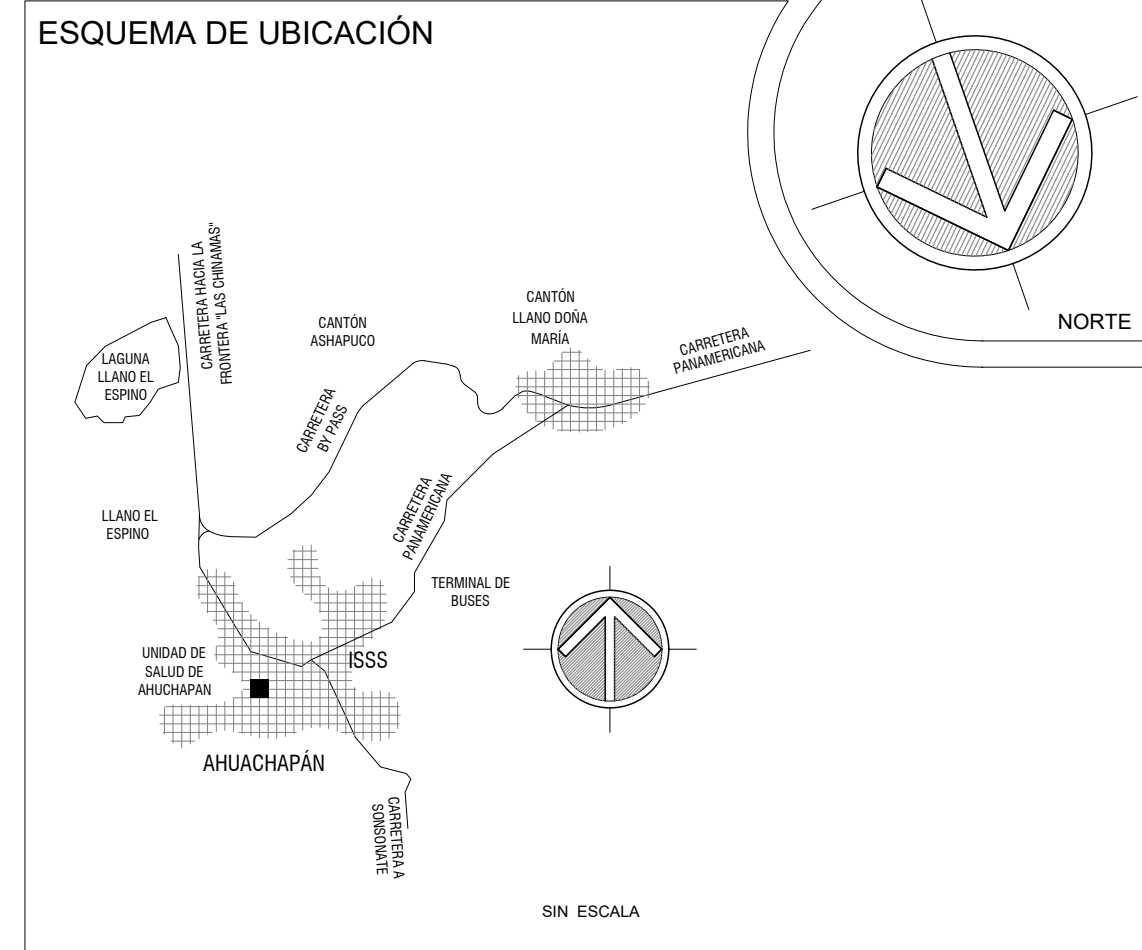 ESQUEMA DE UBICACIÓN
NORTE
CARRETERA HACIA LA
FRONTERA "LAS CHINAMAS"
LAGUNA
LLANO EL
ESPINO
CANTÓN
ASHAPUCO
CANTÓN
LLANO DOÑA
MARÍA
CARRETERA
PANAMERICANA
CARRETERA
BY PASS
CARRETERA
PANAMERICANA
LLANO EL
ESPINO
TERMINAL DE
BUSES
UNIDAD DE
SALUD DE
AHUCHAPAN
ISSS
AHUACHAPÁN
CARRETERA A
SONSONATE
SIN ESCALA